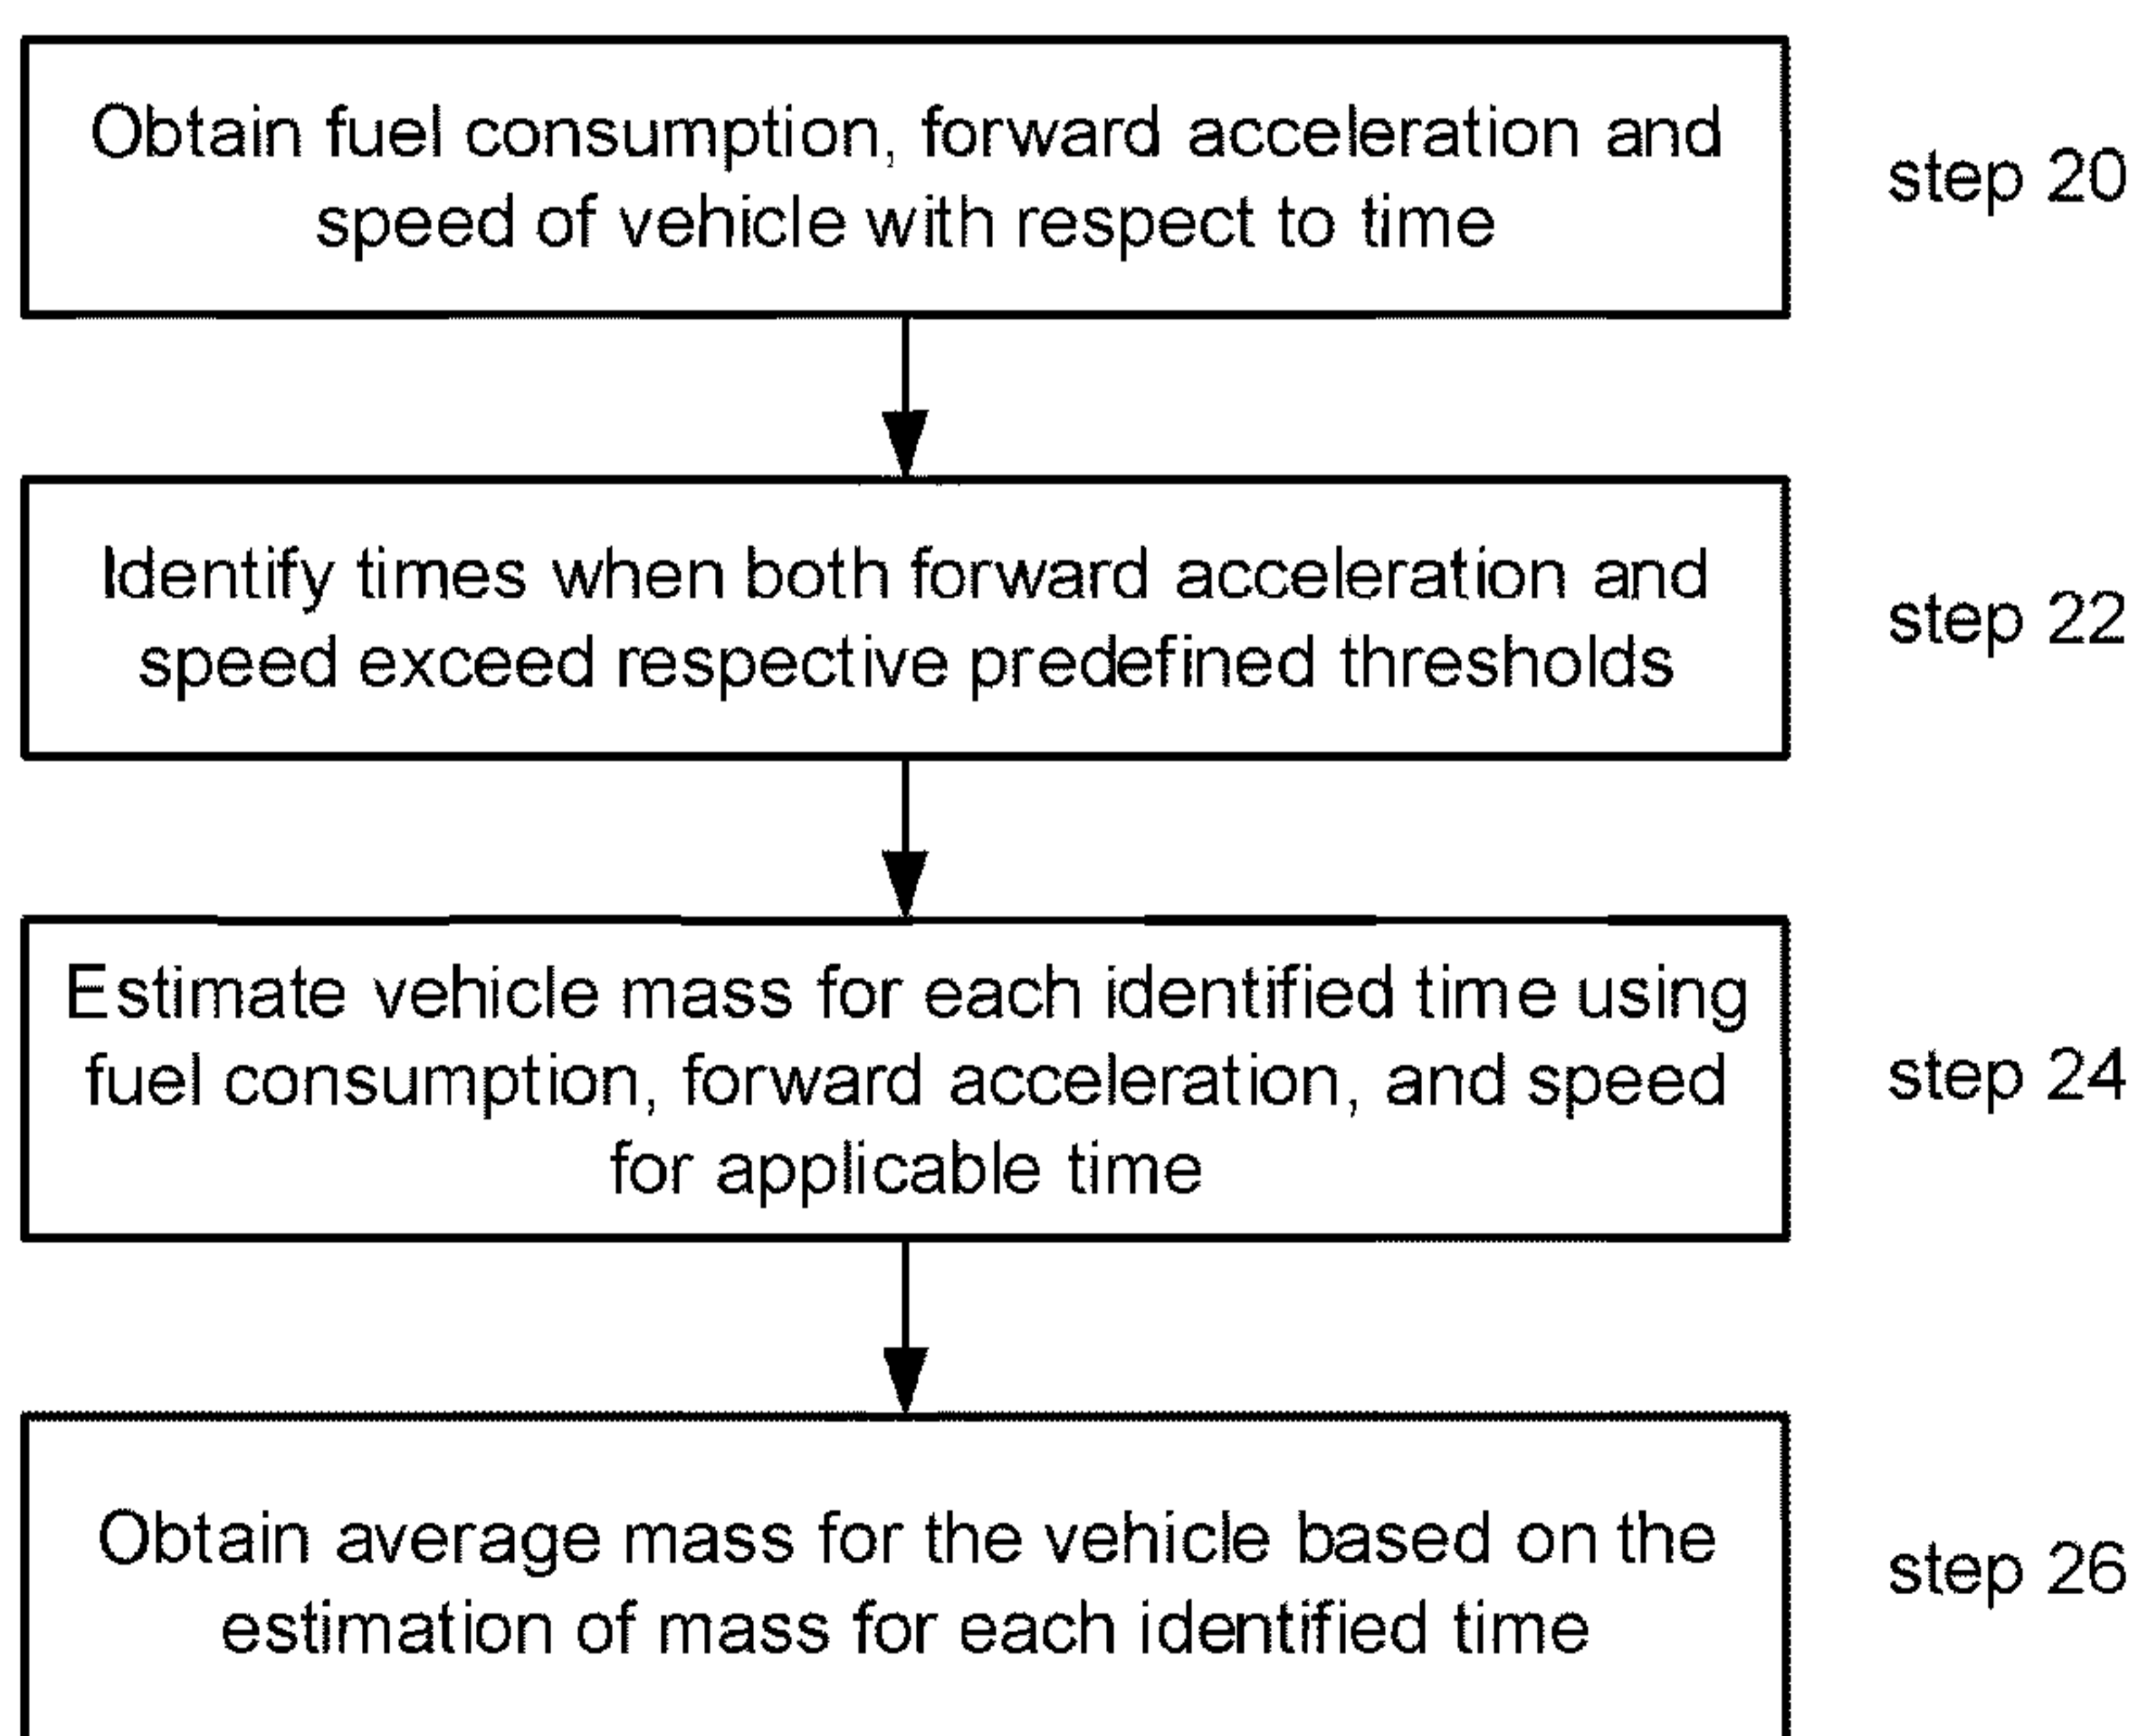 Obtain fuel consumption, forward acceleration and
speed of vehicle with respect to time
step 20
Identify times when both forward acceleration and
speed exceed respective predefined thresholds
step 22
Estimate vehicle mass for each identified time using
fuel consumption, forward acceleration, and speed
for applicable time
step 24
Obtain average mass for the vehicle based on the
estimation of mass for each identified time
step 26